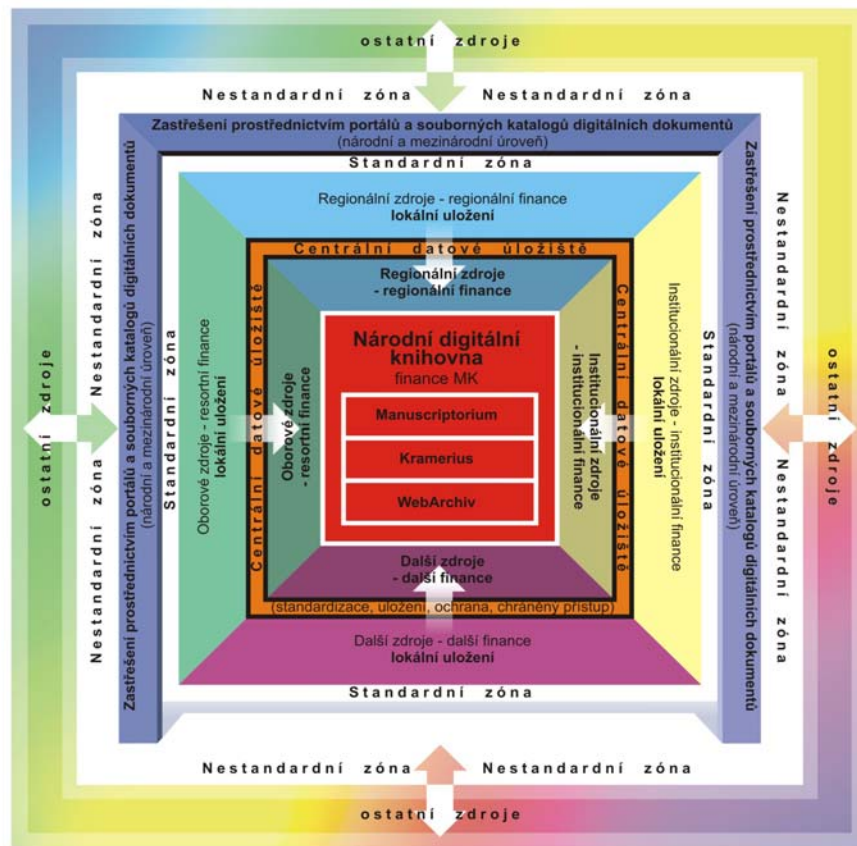 ostatní zdroje
Nestandardní zóna Nestandardní zóna
Zastřešení prostřednictvím portálů a souborných katalogů digitálních dokumentů
(národní a mezinárodní úroveň)
Standardní zóna
Regionální zdroje - regionální finance
lokální uložení
Centrální datové úložiště
Regionální zdroje
- regionální finance
ostatní zdroje
Nestandardní zóna Nestandardní zóna
Zastřešení prostřednictvím portálů a souborných katalogů digitálních dokumentů
(národní a mezinárodní úroveň)
Standardní zóna
Oborové zdroje - resortní finance
lokální uložení
Centrální datové úložiště
Oborové zdroje
- resortní finance
Národní digitální
knihovna
finance MK
Manuscriptorium
Kramerius
WebArchiv
Institucionální zdroje
- institucionální finance
Centrální datové úložiště
Institucionální zdroje - institucionální finance
lokální uložení
Standardní zóna
Zastřešení prostřednictvím portálů a souborných katalogů digitálních dokumentů
(národní a mezinárodní úroveň)
Nestandardní zóna Nestandardní zóna
ostatní zdroje
Další zdroje
- další finance
(standardizace, uložení, ochrana, chráněny přístup)
Další zdroje - další finance
lokální uložení
Standardní zóna
Nestandardní zóna Nestandardní zóna
ostatní zdroje